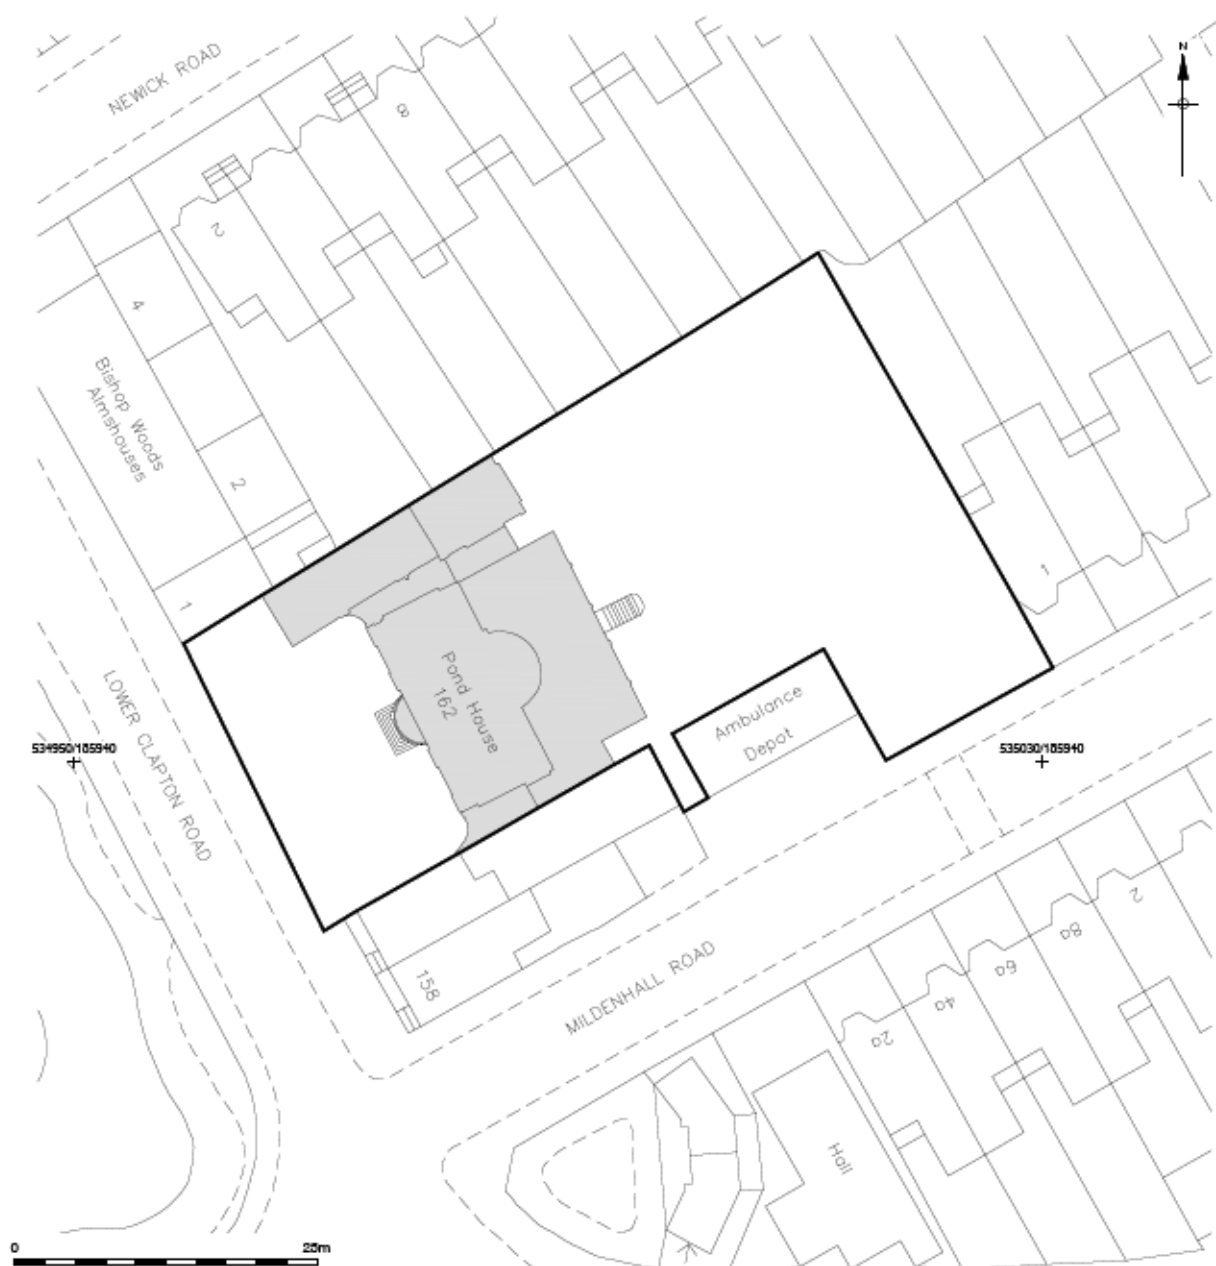 NEWICK ROAD
N
8
2
4
Bishop Woods
Almshouses
2
1
1
Pond House
162
LOWER CLAPTON ROAD
Ambulance
Depot
534950/185940
535030/185940
158
MILDENHALL ROAD
2
8a
6a
4a
2a
Hall
0
25m